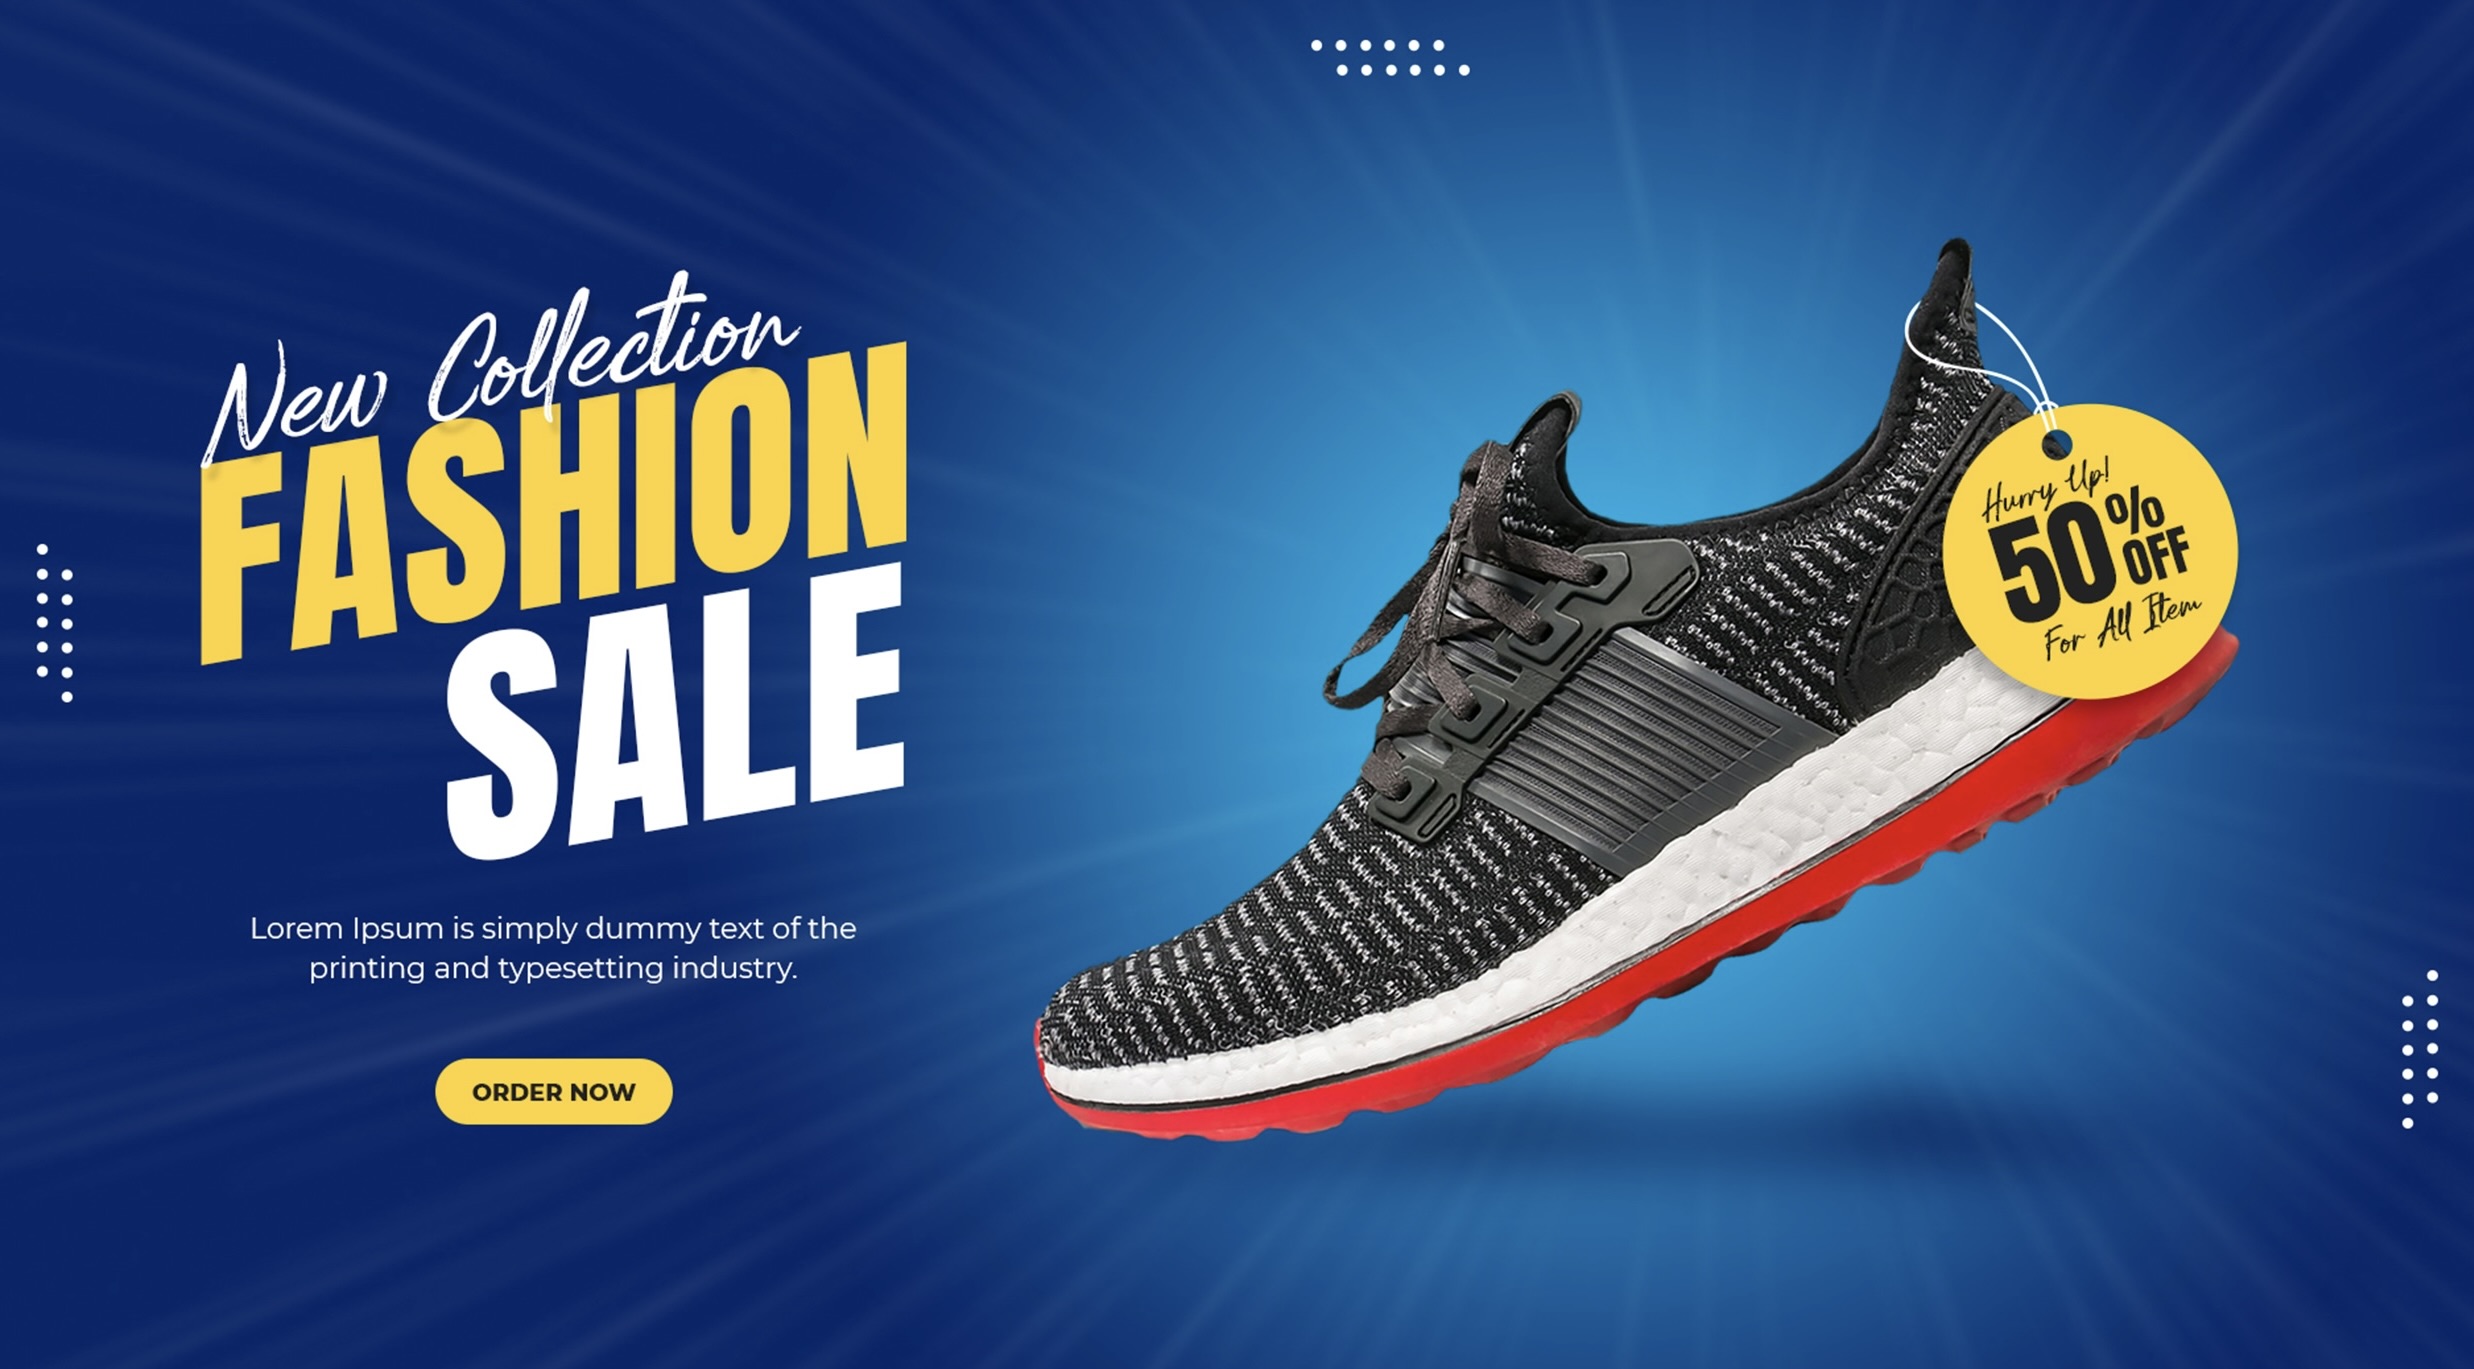 New Collection
FASHION
SALE
Lorem Ipsum is simply dummy text of the
printing and typesetting industry.
ORDER NOW
Hurry Up!
50%
OFF
For All Item